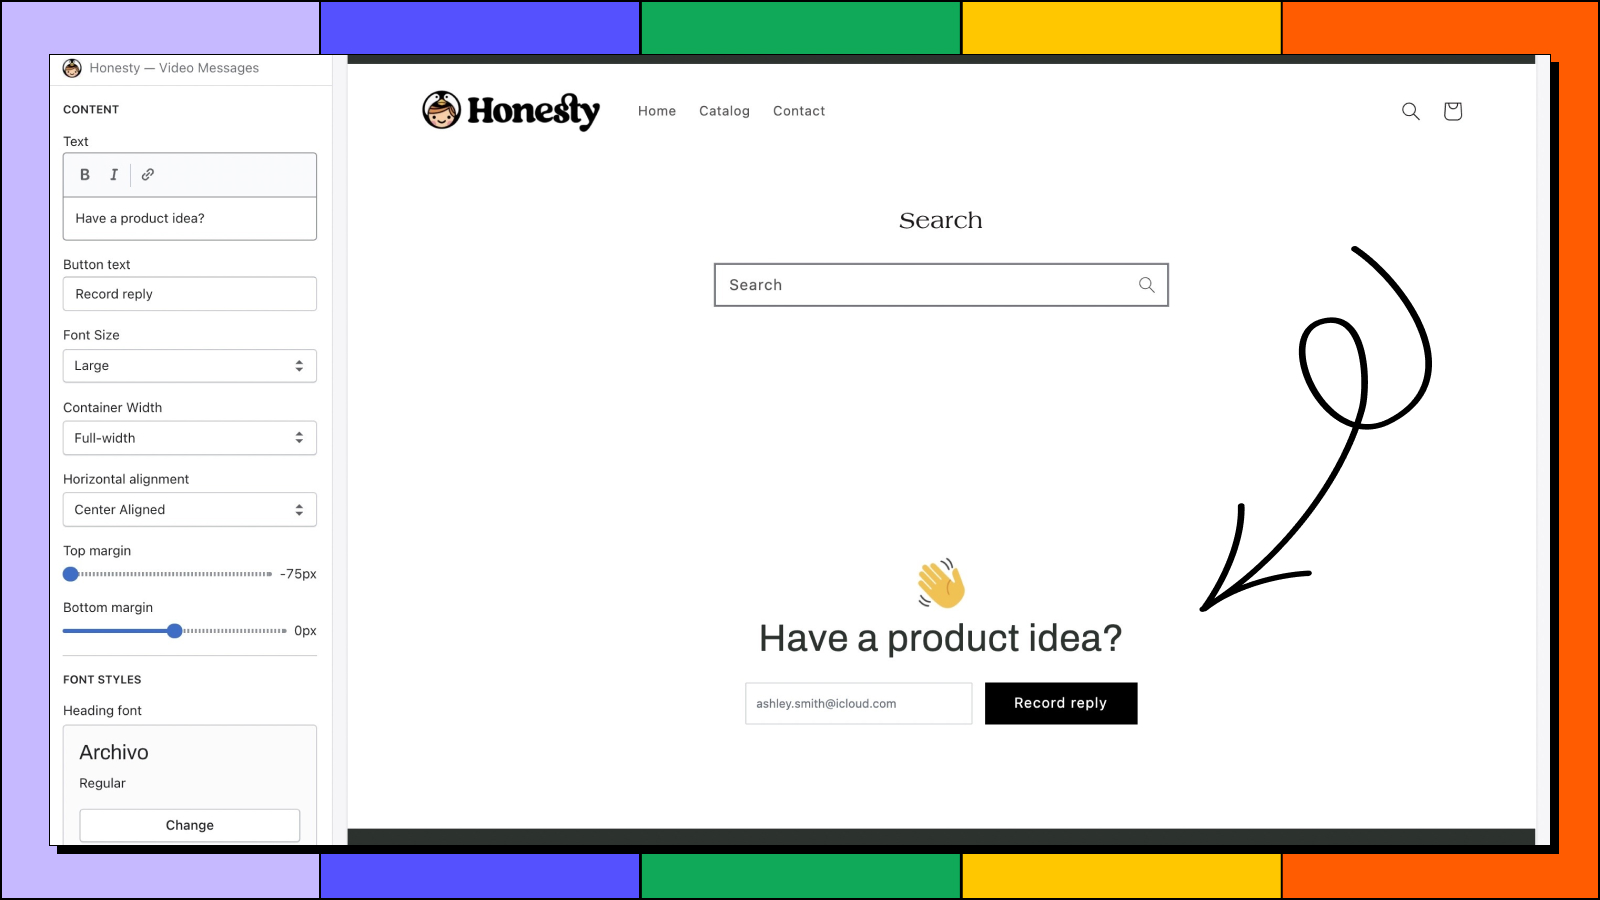 Honesty — Video Messages
CONTENT
Text
B I
Have a product idea?
Button text
Record reply
Font Size
Large
Container Width
Full-width
Horizontal alignment
Center Aligned
Top margin
-75px
Bottom margin
0px
FONT STYLES
Heading font
Archivo
Regular
Change
Honesty
Home Catalog Contact
Search
Search
Have a product idea?
ashley.smith@icloud.com
Record reply